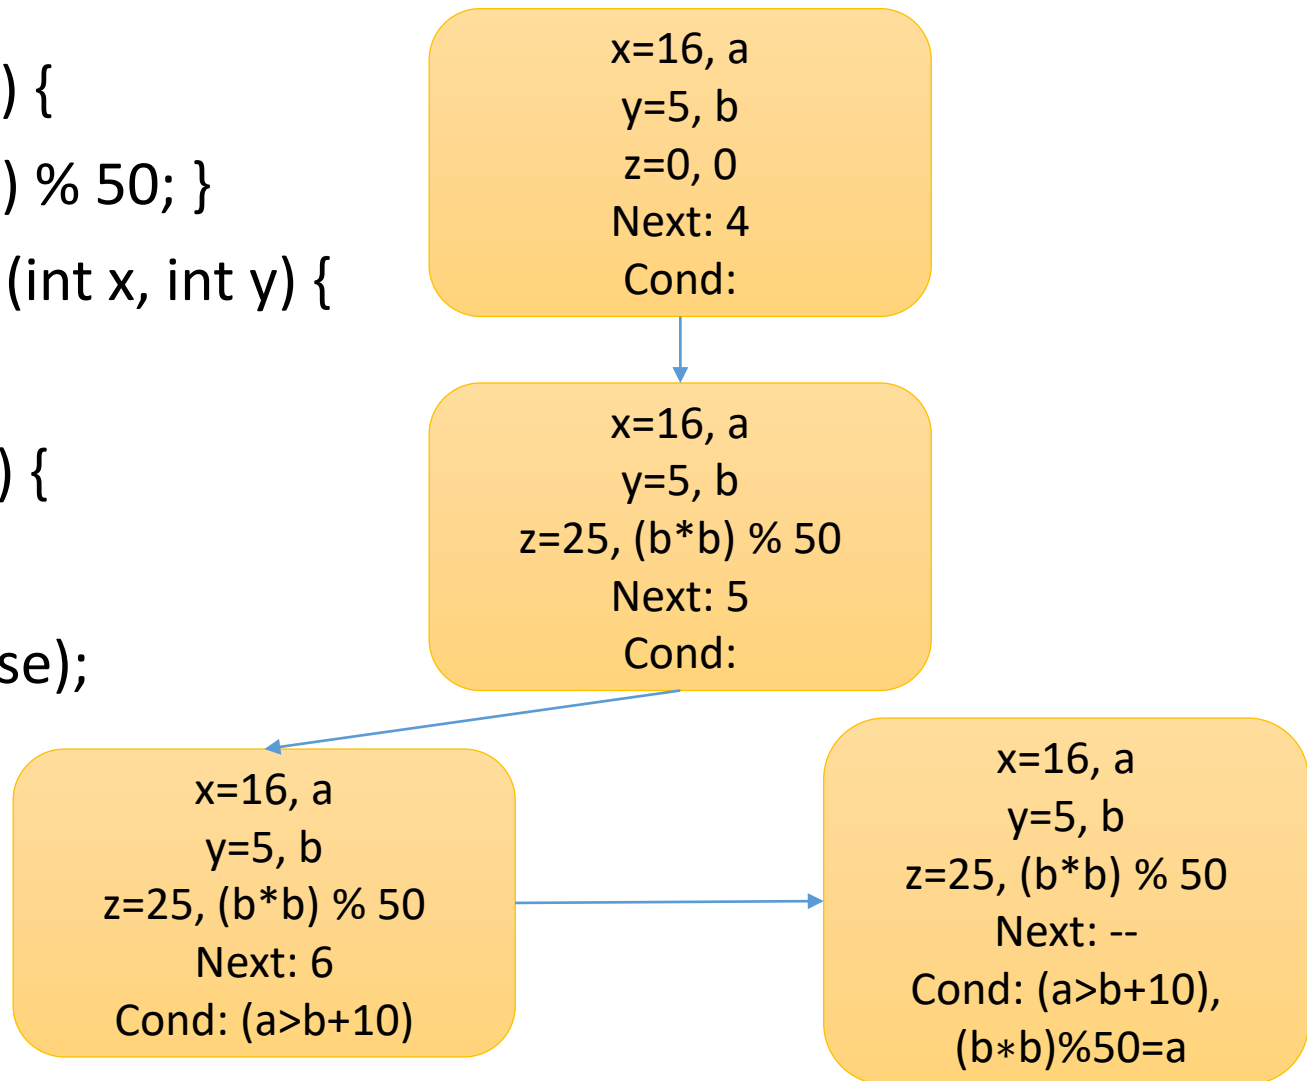 ) {
) % 50; }
(int x, int y) {
) {
se);
x=16, a
y=5, b
z=0, 0
Next: 4
Cond:
x=16, a
y=5, b
z=25, (b*b) % 50
Next: 5
Cond:
x=16, a
y=5, b
z=25, (b*b) % 50
Next: 6
Cond: (a>b+10)
x=16, a
y=5, b
z=25, (b*b) % 50
Next: --
Cond: (a>b+10),
(b∗b)%50=a